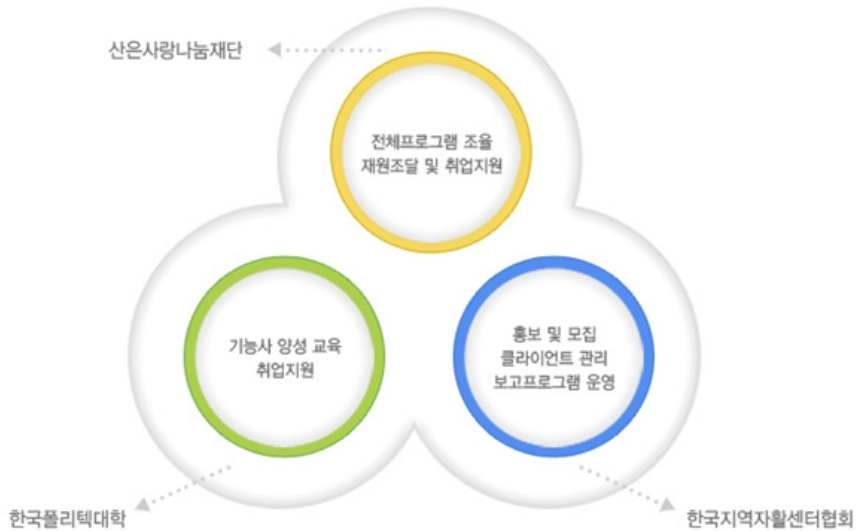 산은사랑나눔재단
전체프로그램 조율
재원조달 및 취업지원
기능사 양성 교육
취업지원
홍보 및 모집
클라이언트 관리
보고프로그램 운영
한국폴리텍대학
한국지역자활센터협회